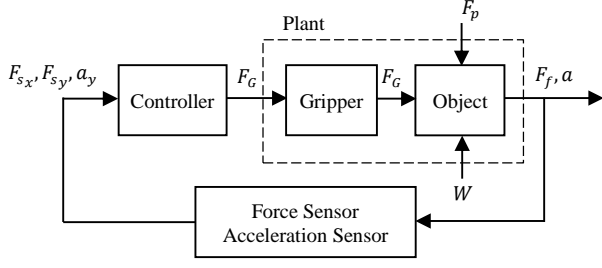 F_p
Plant
F_{s_x}, F_{s_y}, a_y
F_G
F_G
F_f, a
Controller
Gripper
Object
W
Force Sensor
Acceleration Sensor